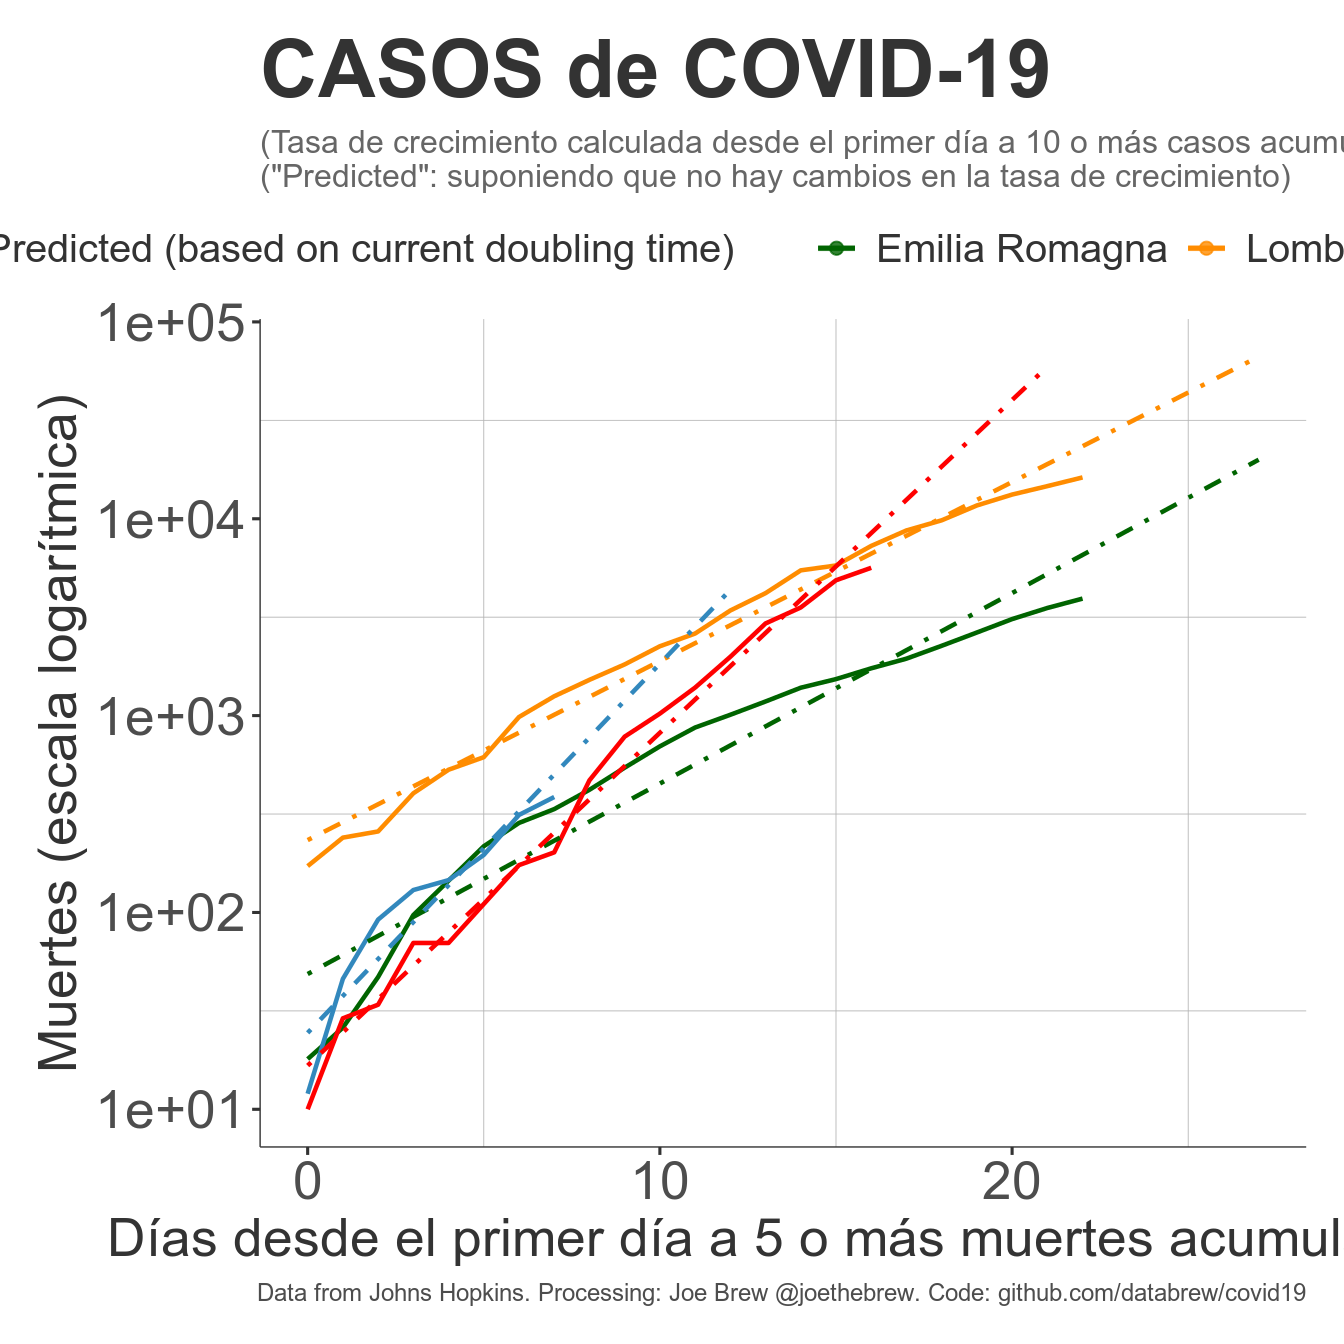 CASOS de COVID-19
(Tasa de crecimiento calculada desde el primer día a 10 o más casos acumu
("Predicted": suponiendo que no hay cambios en la tasa de crecimiento)
Predicted (based on current doubling time) Emilia Romagna Lomb
Muertes (escala logarítmica)
1e+05
1e+04
1e+03
1e+02
1e+01
0 10 20
Días desde el primer día a 5 o más muertes acumul
Data from Johns Hopkins. Processing: Joe Brew @joethebrew. Code: github.com/databrew/covid19